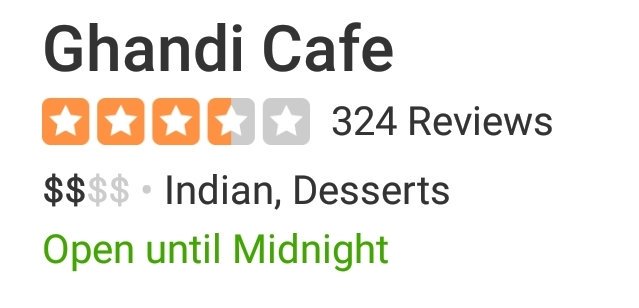 Ghandi Cafe
324 Reviews
$$$$ • Indian, Desserts
Open until Midnight